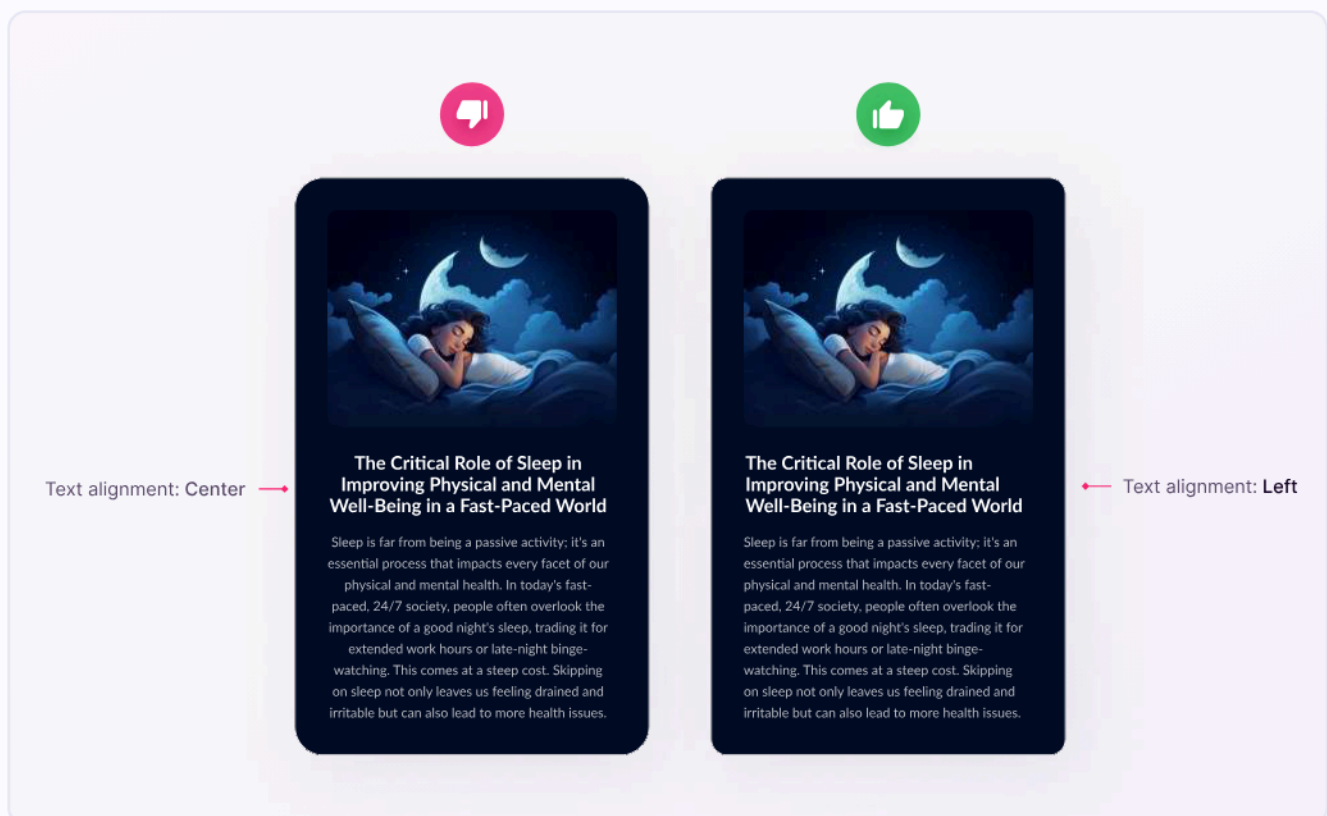 Text alignment: Center
The Critical Role of Sleep in
Improving Physical and Mental
Well-Being in a Fast-Paced World
Sleep is far from being a passive activity; it's an
essential process that impacts every facet of our
physical and mental health. In today's fast-
paced, 24/7 society, people often overlook the
importance of a good night's sleep, trading it for
extended work hours or late-night binge-
watching. This comes at a steep cost. Skipping
on sleep not only leaves us feeling drained and
irritable but can also lead to more health issues.
The Critical Role of Sleep in
Improving Physical and Mental
Well-Being in a Fast-Paced World
Sleep is far from being a passive activity; it's an
essential process that impacts every facet of our
physical and mental health. In today's fast-
paced, 24/7 society, people often overlook the
importance of a good night's sleep, trading it for
extended work hours or late-night binge-
watching. This comes at a steep cost. Skipping
on sleep not only leaves us feeling drained and
irritable but can also lead to more health issues.
Text alignment: Left